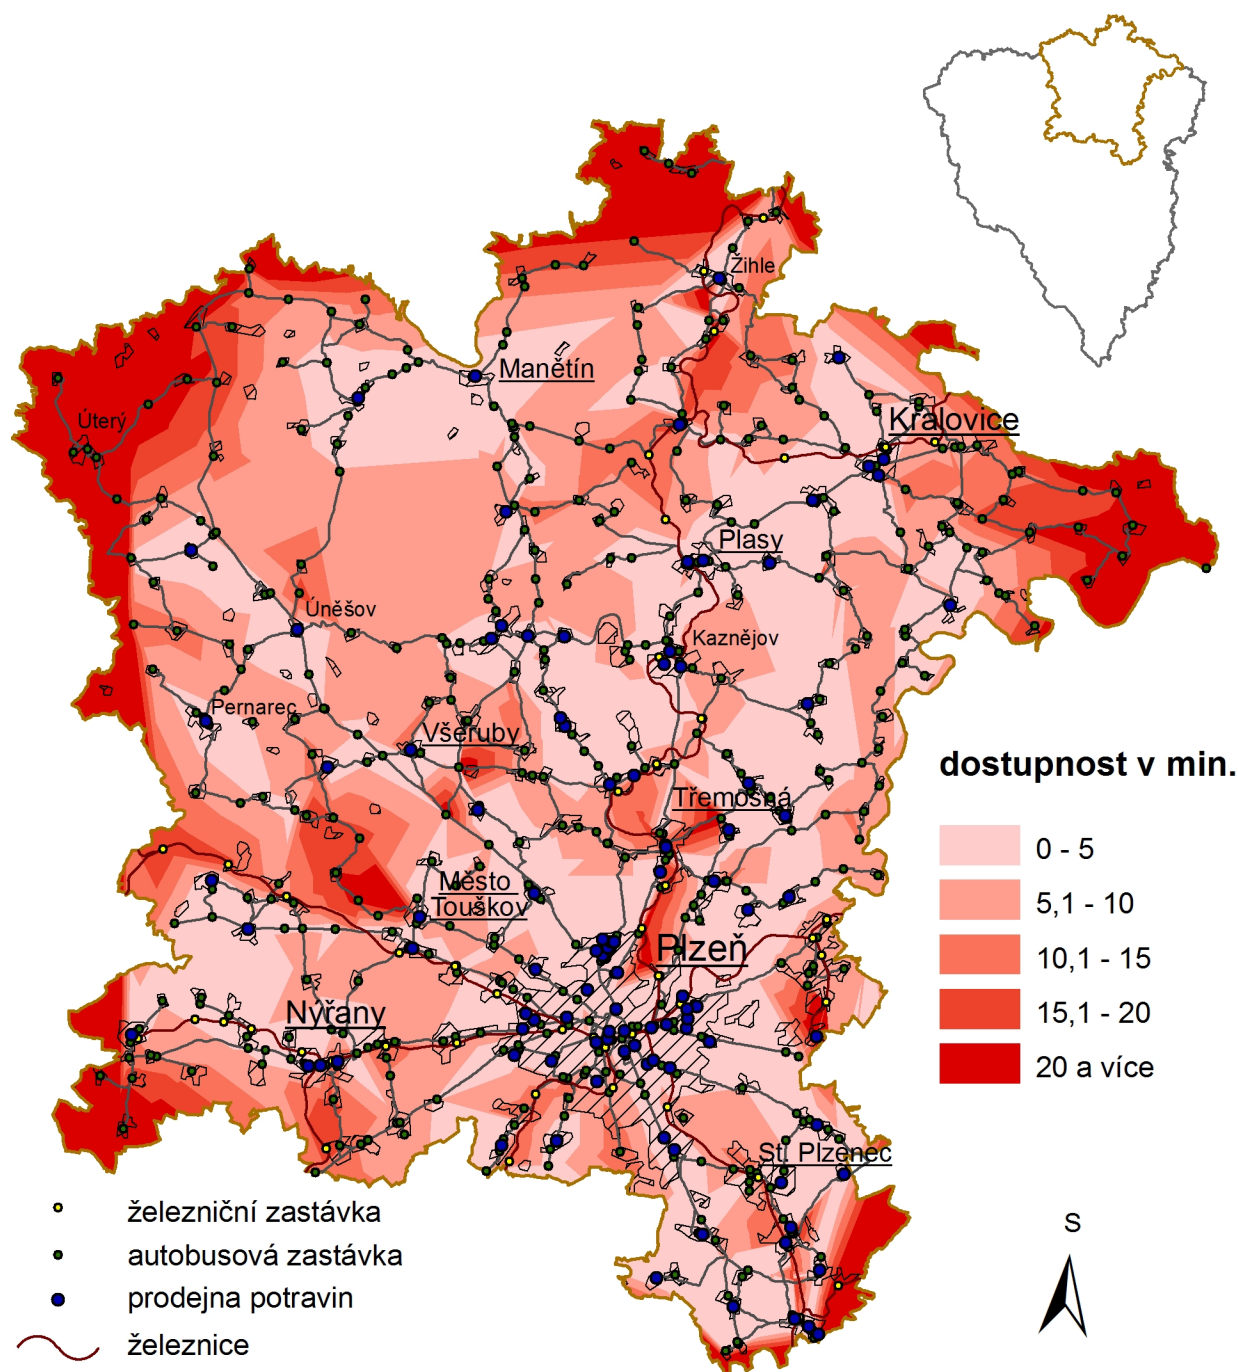 Žihle
Manětín
Úterý
Kralovice
Plasy
Úněšov
Kaznějov
Pernarec
Všeruby
Třemošná
Město
Touškov
Plzeň
Nýřany
St. Plzenec
dostupnost v min.
0 - 5
5,1 - 10
10,1 - 15
15,1 - 20
20 a více
železniční zastávka
autobusová zastávka
prodejna potravin
železnice
S